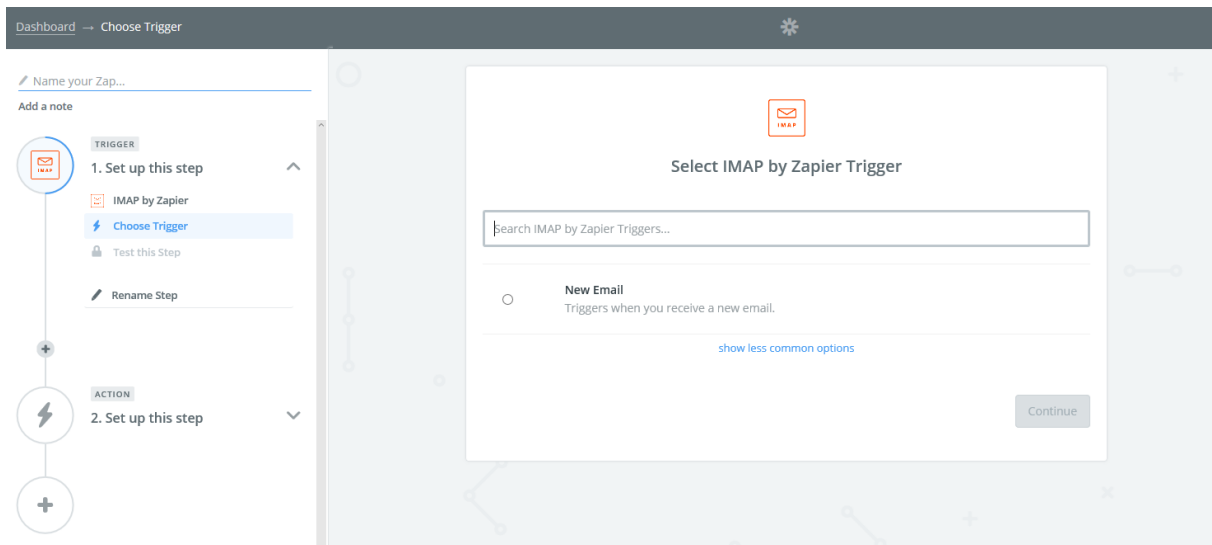 Dashboard → Choose Trigger
Name your Zap...
Add a note
TRIGGER
1. Set up this step
IMAP
IMAP by Zapier
Choose Trigger
Test this Step
Rename Step
ACTION
2. Set up this step
IMAP
Select IMAP by Zapier Trigger
Search IMAP by Zapier Triggers...
New Email
Triggers when you receive a new email.
show less common options
Continue